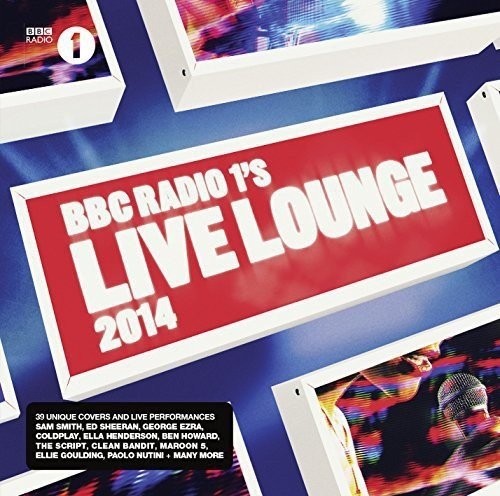 BBC
RADIO
1
BBC RADIO 1'S
LIVE LOUNGE
2014
39 UNIQUE COVERS AND LIVE PERFORMANCES
SAM SMITH, ED SHEERAN, GEORGE EZRA,
COLDPLAY, ELLA HENDERSON, BEN HOWARD,
THE SCRIPT, CLEAN BANDIT, MAROON 5,
ELLIE GOULDING, PAOLO NUTINI + MANY MORE